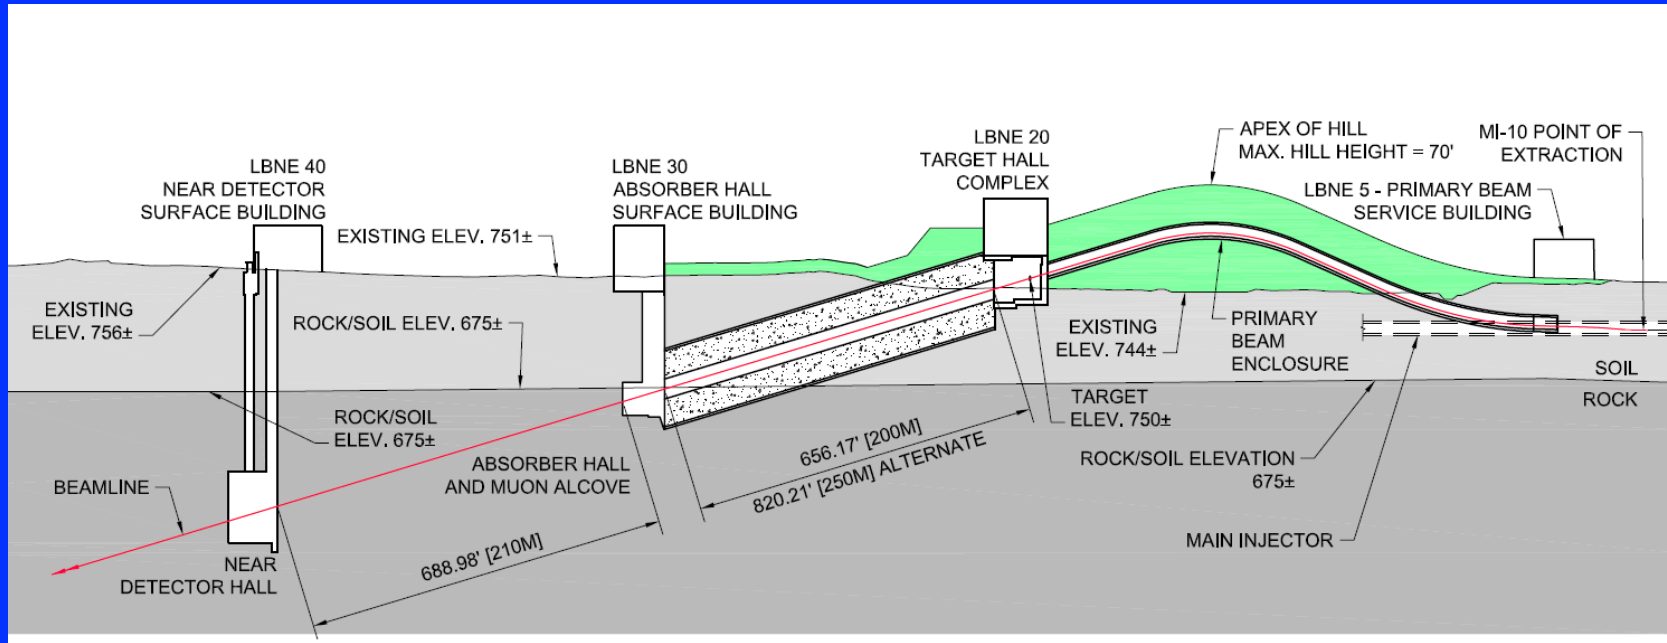 LBNE 40
NEAR DETECTOR
SURFACE BUILDING
LBNE 30
ABSORBER HALL
SURFACE BUILDING
LBNE 20
TARGET HALL
COMPLEX
APEX OF HILL
MAX. HILL HEIGHT = 70'
MI-10 POINT OF
EXTRACTION
LBNE 5 - PRIMARY BEAM
SERVICE BUILDING
EXISTING ELEV. 751±
EXISTING
ELEV. 756±
ROCK/SOIL ELEV. 675±
EXISTING
ELEV. 744±
PRIMARY
BEAM
ENCLOSURE
SOIL
ROCK
ROCK/SOIL
ELEV. 675±
TARGET
ELEV. 750±
656.17' [200M]
820.21' [250M] ALTERNATE
ROCK/SOIL ELEVATION
675±
ABSORBER HALL
AND MUON ALCOVE
BEAMLINE
MAIN INJECTOR
688.98' [210M]
NEAR
DETECTOR HALL